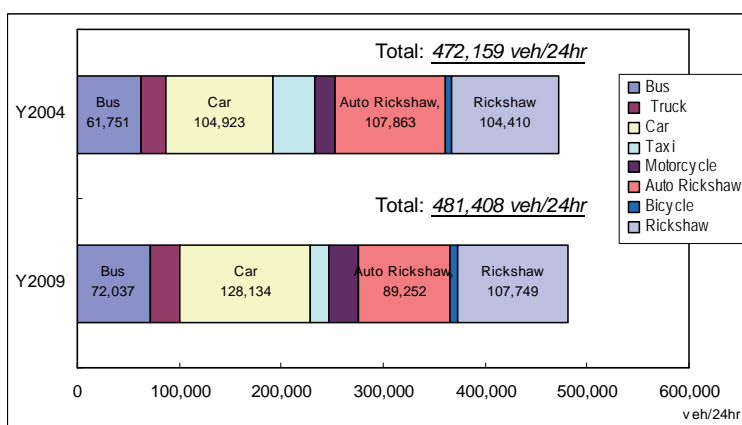 Total: 472,159 veh/24hr
Y2004
Bus
61,751
Car
104,923
Auto Rickshaw,
107,863
Rickshaw
104,410
Total: 481,408 veh/24hr
Y2009
Bus
72,037
Car
128,134
Auto Rickshaw,
89,252
Rickshaw
107,749
0 100,000 200,000 300,000 400,000 500,000 600,000
veh/24hr
Bus
Truck
Car
Taxi
Motorcycle
Auto Rickshaw
Bicycle
Rickshaw